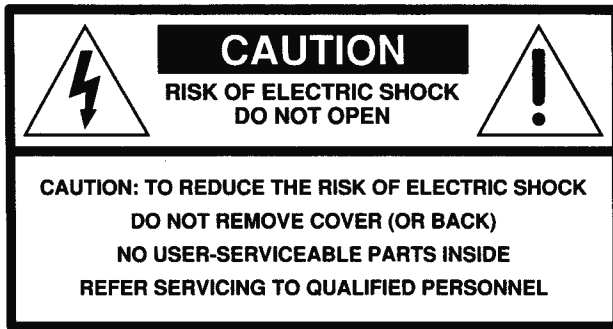 CAUTION
RISK OF ELECTRIC SHOCK
DO NOT OPEN
CAUTION: TO REDUCE THE RISK OF ELECTRIC SHOCK
DO NOT REMOVE COVER (OR BACK)
NO USER-SERVICEABLE PARTS INSIDE
REFER SERVICING TO QUALIFIED PERSONNEL